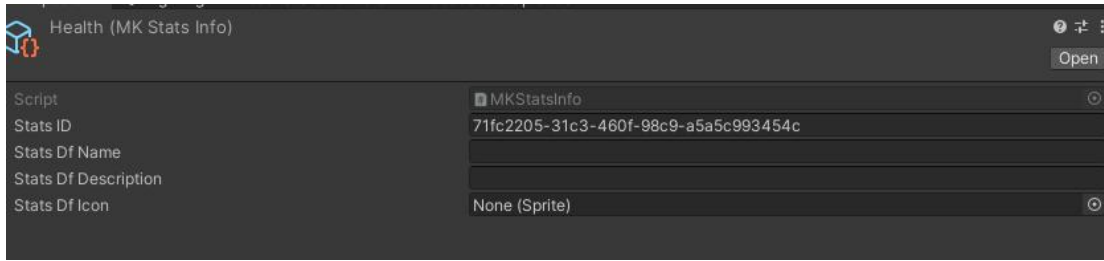 Health (MK Stats Info)
Open
Script MKStatsInfo
Stats ID 71fc2205-31c3-460f-98c9-a5a5c993454c
Stats Df Name
Stats Df Description
Stats Df Icon None (Sprite)